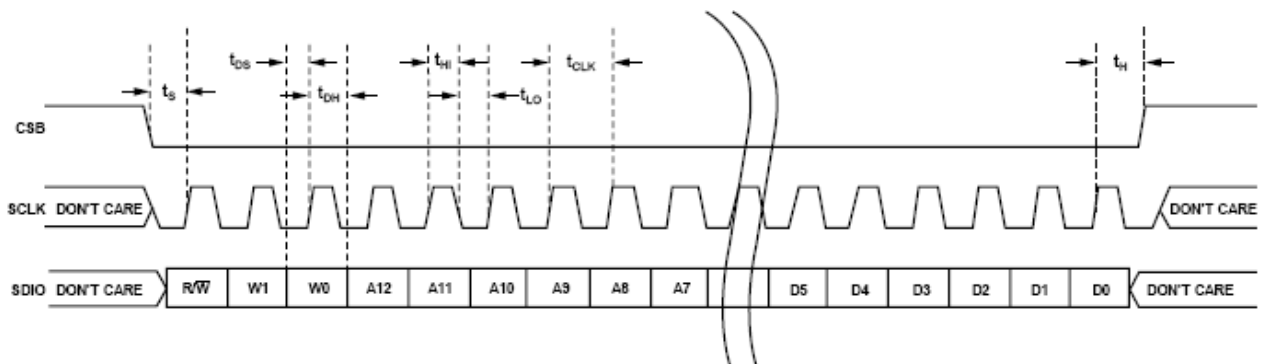 tDS tHI tCLK tH
tS tDH tLO
CSB
SCLK DON'T CARE DON'T CARE
SDIO DON'T CARE R/W̅ W1 W0 A12 A11 A10 A9 A8 A7 D5 D4 D3 D2 D1 D0 DON'T CARE